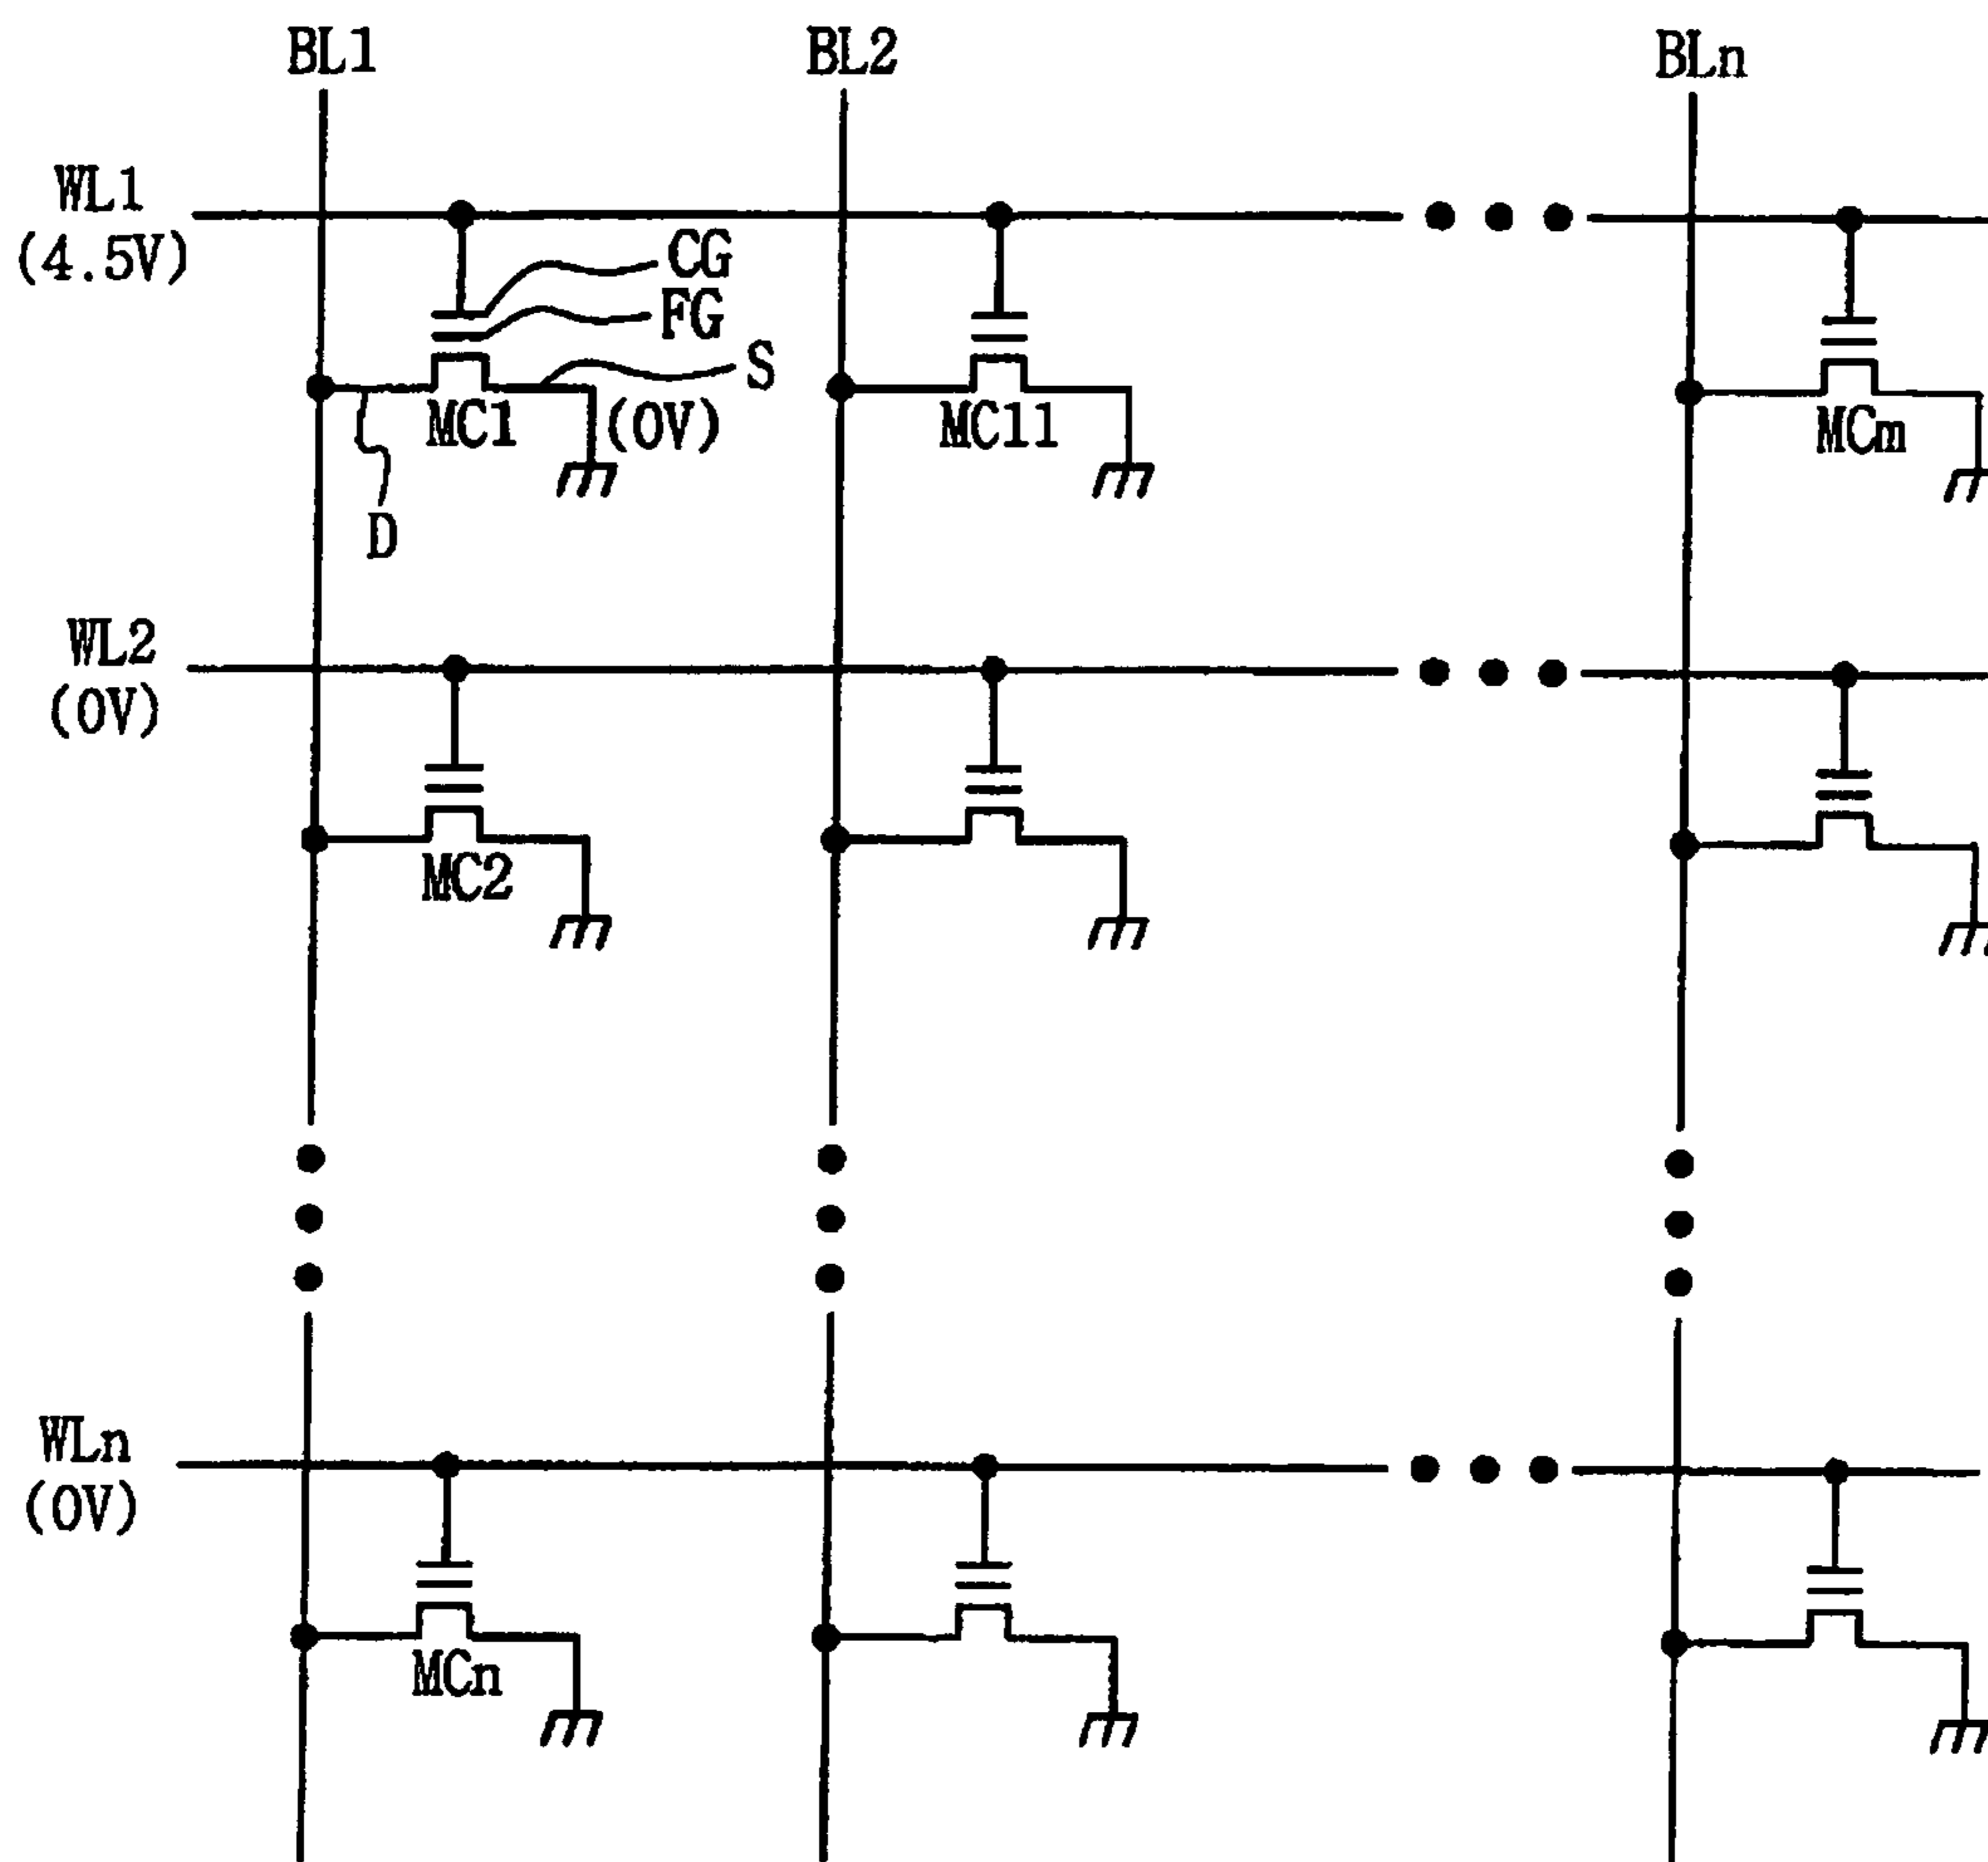 BL1 BL2 BLn
WL1
(4.5V)
CG
FG
S
MC1 (0V) MC11 MCm
D
WL2
(0V)
MC2
WLn
(0V)
MCn